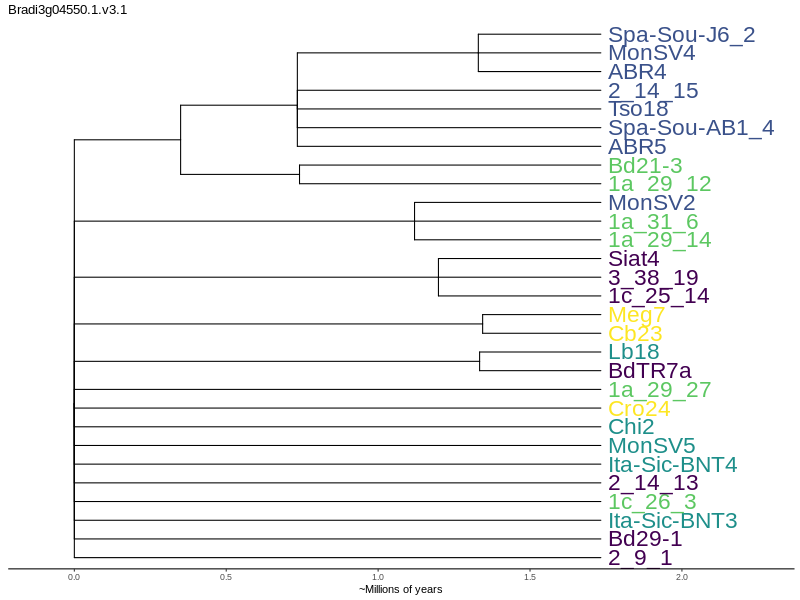 Bradi3g04550.1.v3.1
Spa-Sou-J6_2
MonSV4
ABR4
2_14_15
Tso18
Spa-Sou-AB1_4
ABR5
Bd21-3
1a_29_12
MonSV2
1a_31_6
1a_29_14
Siat4
3_38_19
1c_25_14
Meg7
Cb23
Lb18
BdTR7a
1a_29_27
Cro24
Chi2
MonSV5
Ita-Sic-BNT4
2_14_13
1c_26_3
Ita-Sic-BNT3
Bd29-1
2_9_1
0.0 0.5 1.0 1.5 2.0
~Millions of years